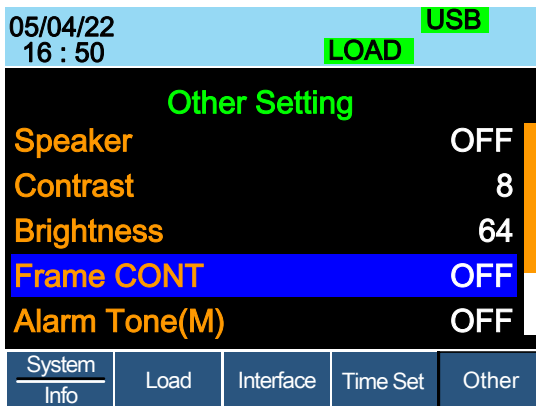 05/04/22 USB
16 : 50 LOAD
Other Setting
Speaker OFF
Contrast 8
Brightness 64
Frame CONT OFF
Alarm Tone(M) OFF
System Info Load Interface Time Set Other